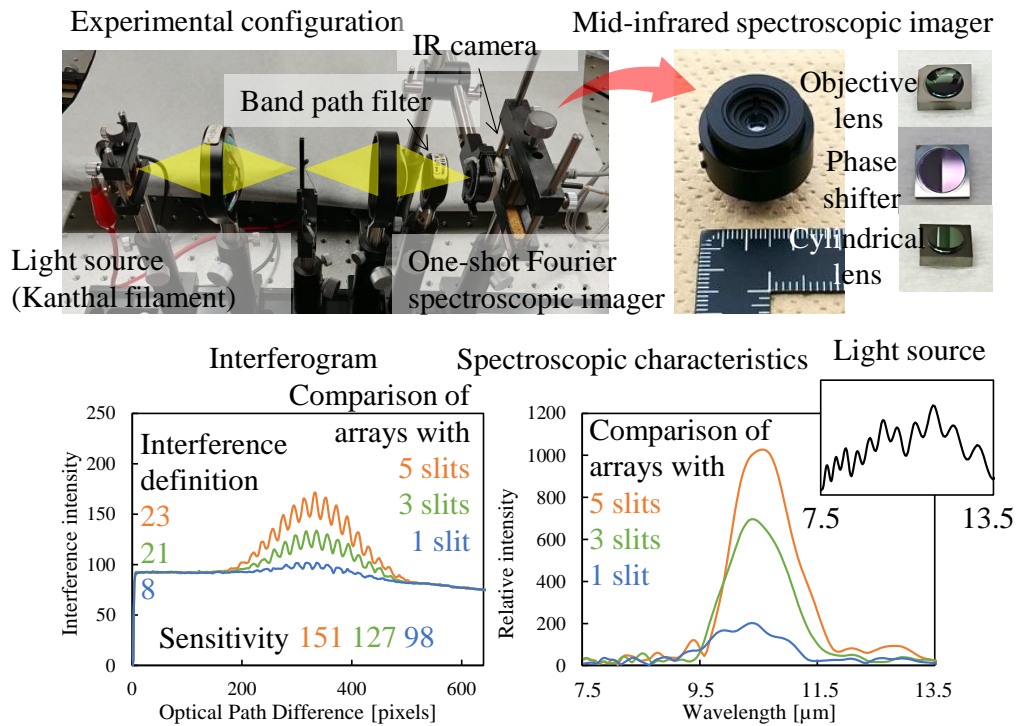 Experimental configuration
IR camera
Band path filter
Light source
(Kanthal filament)
One-shot Fourier
spectroscopic imager
Mid-infrared spectroscopic imager
Objective
lens
Phase
shifter
Cylindrical
lens
Interferogram
Comparison of
arrays with
5 slits
3 slits
1 slit
Interference
definition
23
21
8
Sensitivity 151 127 98
Interference intensity
250
200
150
100
50
0
0 200 400 600
Optical Path Difference [pixels]
Spectroscopic characteristics
Light source
7.5 13.5
Comparison of
arrays with
5 slits
3 slits
1 slit
Relative intensity
1200
1000
800
600
400
200
0
7.5 9.5 11.5 13.5
Wavelength [µm]